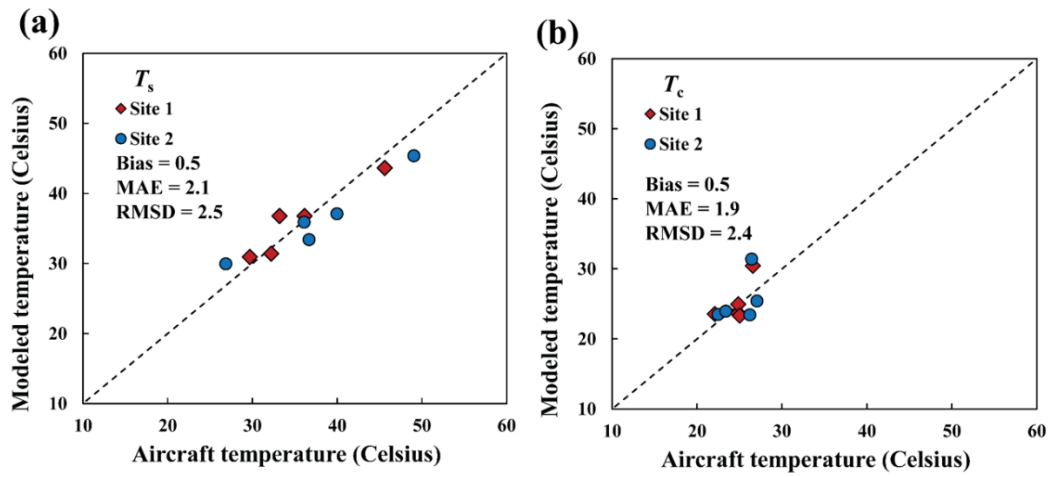 (a)
Modeled temperature (Celsius)
60
50
40
30
20
10
Ts
Site 1
Site 2
Bias = 0.5
MAE = 2.1
RMSD = 2.5
10 20 30 40 50 60
Aircraft temperature (Celsius)
(b)
Modeled temperature (Celsius)
60
50
40
30
20
10
Tc
Site 1
Site 2
Bias = 0.5
MAE = 1.9
RMSD = 2.4
10 20 30 40 50 60
Aircraft temperature (Celsius)